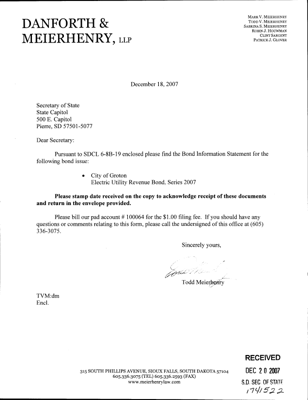 DANFORTH &
MEIERHENRY, LLP
MARK V. MEIERHENRY
TODD V. MEIERHENRY
SABRINA S. MEIERHENRY
ROBIN J. HOUWMAN
CLINT SARGENT
PATRICK J. GLOVER
December 18, 2007
Secretary of State
State Capitol
500 E. Capitol
Pierre, SD 57501-5077
Dear Secretary:
Pursuant to SDCL 6-8B-19 enclosed please find the Bond Information Statement for the
following bond issue:
• City of Groton
Electric Utility Revenue Bond, Series 2007
Please stamp date received on the copy to acknowledge receipt of these documents
and return in the envelope provided.
Please bill our pad account # 100064 for the $1.00 filing fee. If you should have any
questions or comments relating to this form, please call the undersigned of this office at (605)
336-3075.
Sincerely yours,
Todd Meierhenry
TVM:dm
Encl.
315 SOUTH PHILLIPS AVENUE, SIOUX FALLS, SOUTH DAKOTA 57104
605.336.3075 (TEL) 605.336.2593 (FAX)
www.meierhenrylaw.com
RECEIVED
DEC 20 2007
S.D. SEC. OF STATE
1741522